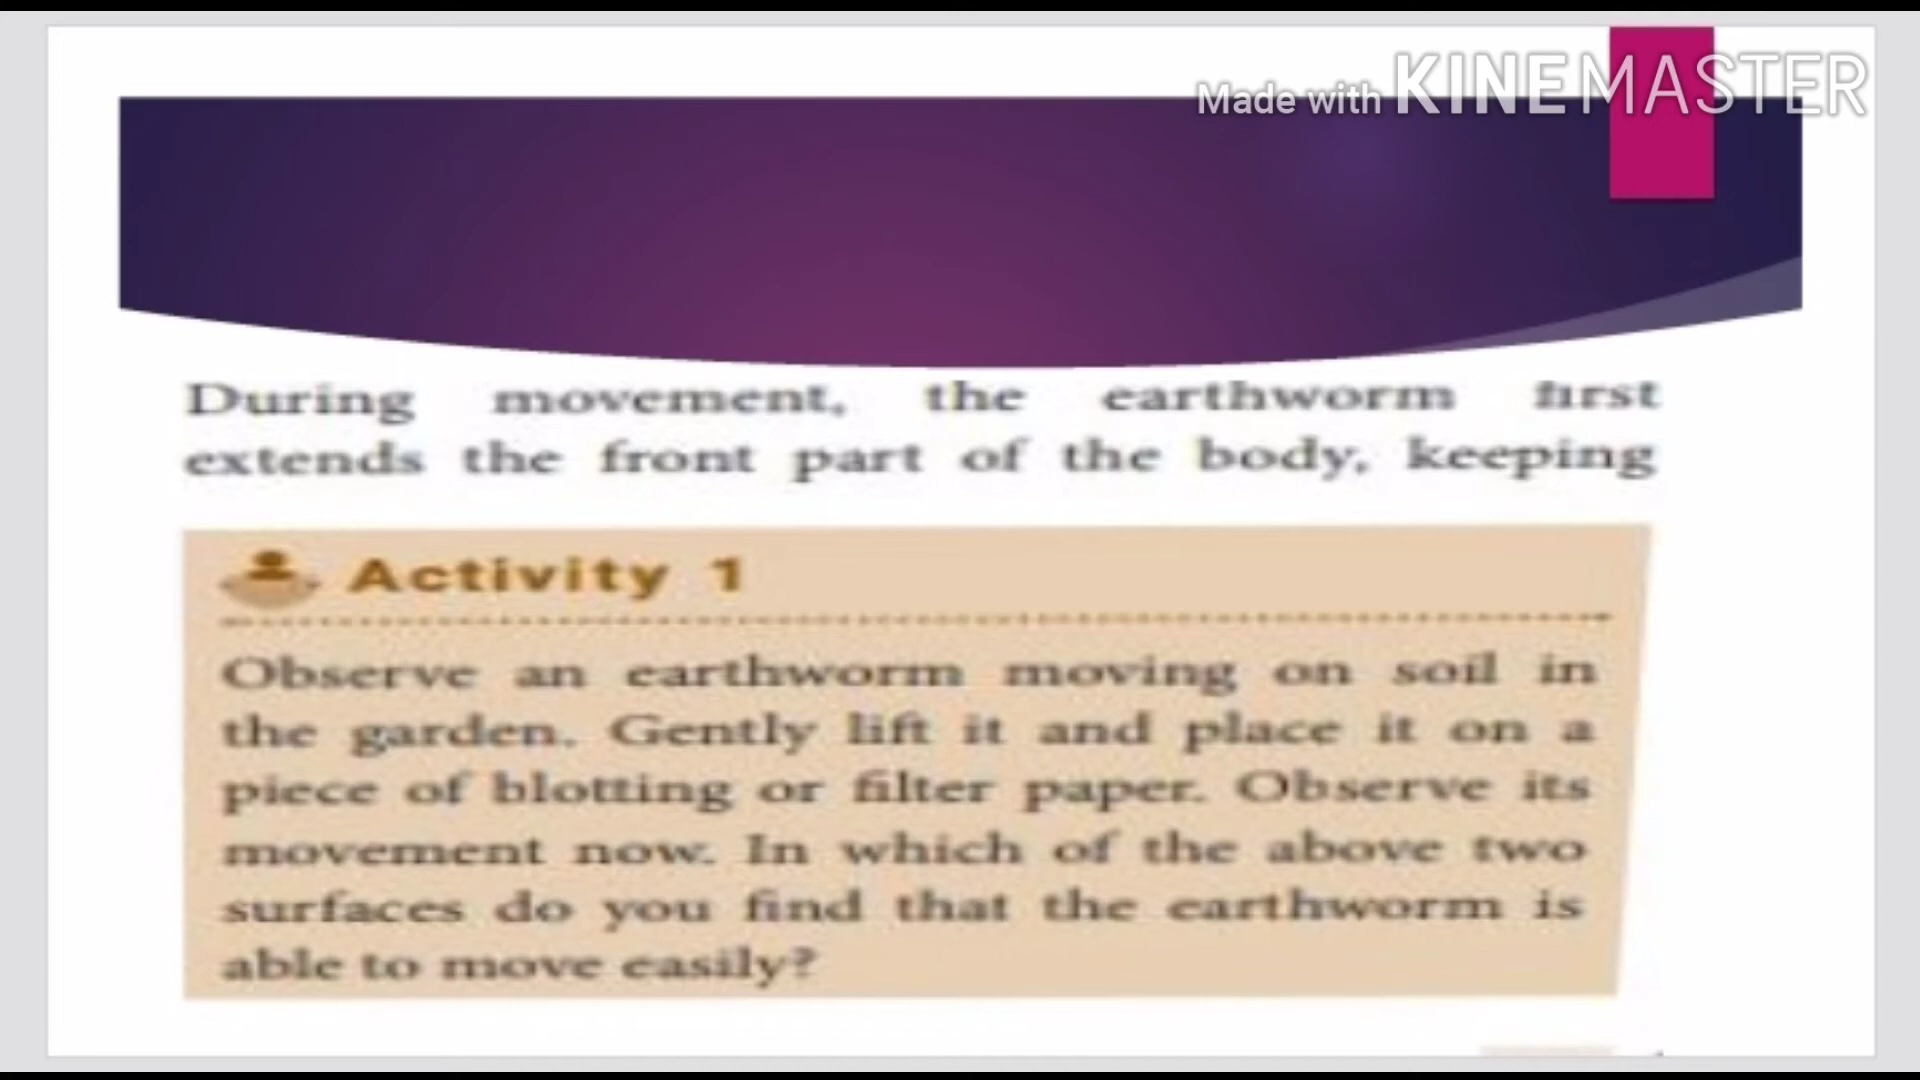 Made with KINEMASTER
During movement, the earthworm first
extends the front part of the body, keeping
Activity 1
Observe an earthworm moving on soil in
the garden. Gently lift it and place it on a
piece of blotting or filter paper. Observe its
movement now. In which of the above two
surfaces do you find that the earthworm is
able to move easily?